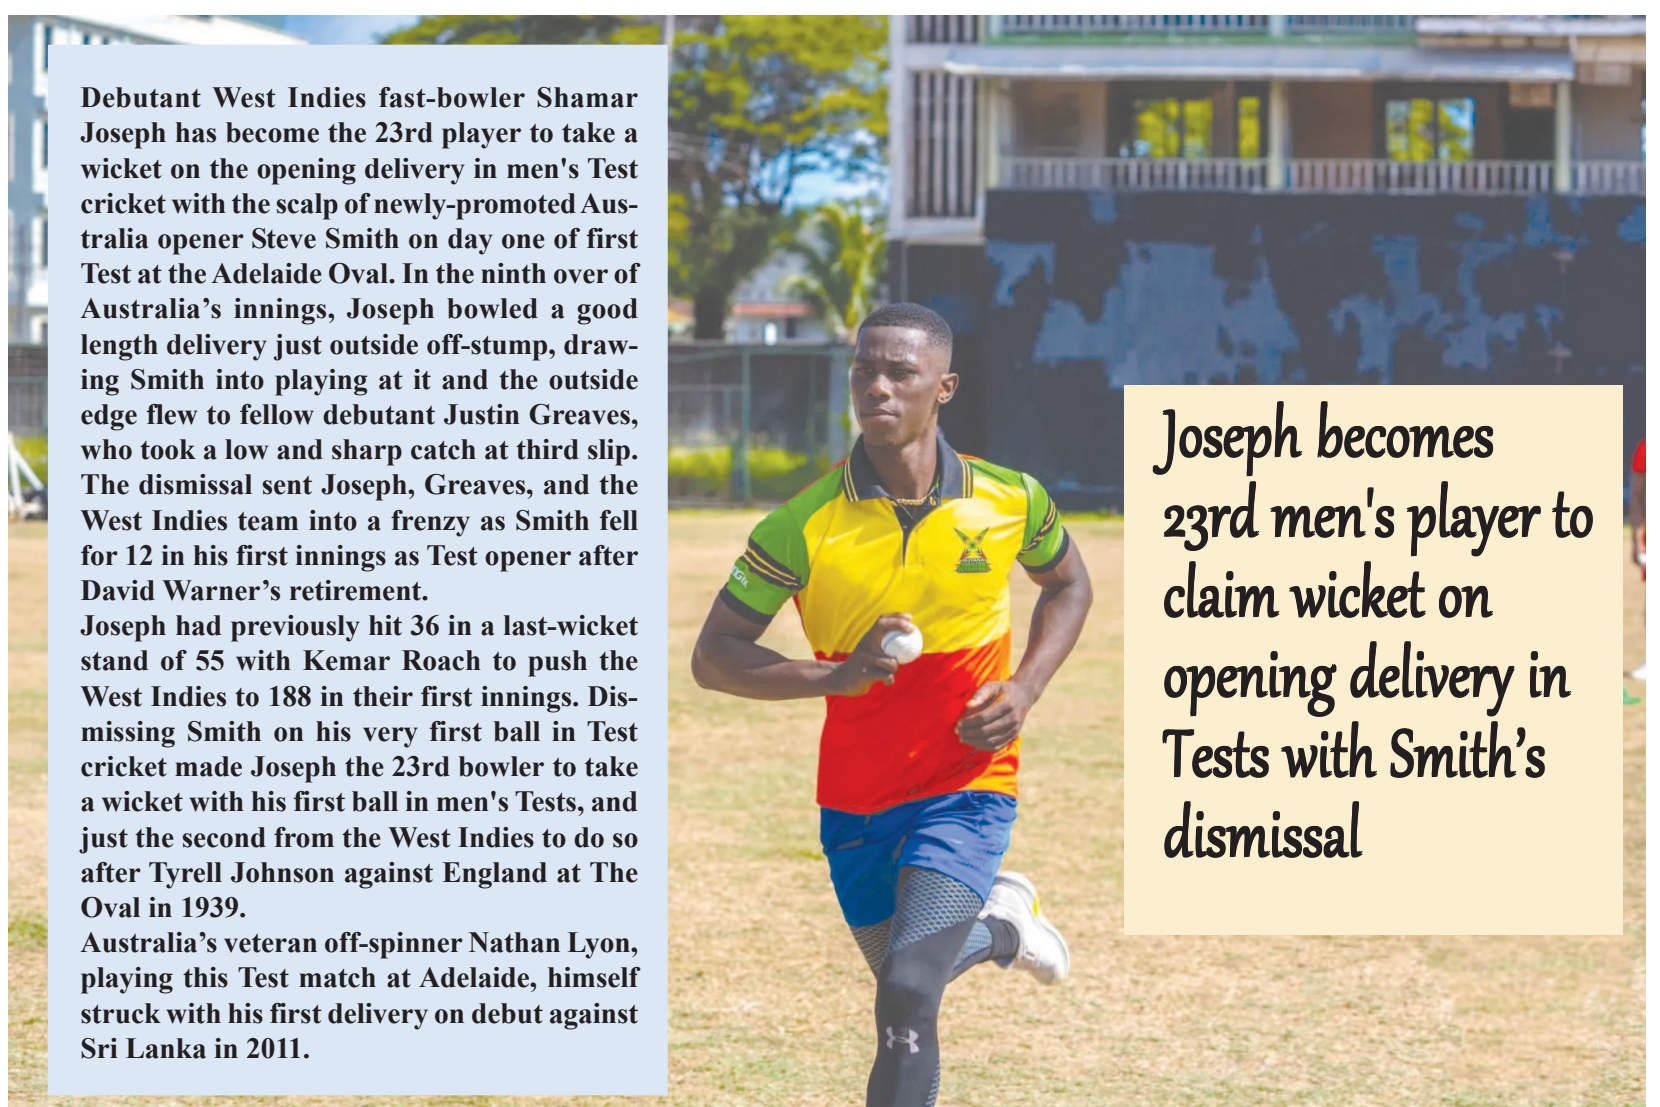 Debutant West Indies fast-bowler Shamar
Joseph has become the 23rd player to take a
wicket on the opening delivery in men's Test
cricket with the scalp of newly-promoted Aus-
tralia opener Steve Smith on day one of first
Test at the Adelaide Oval. In the ninth over of
Australia’s innings, Joseph bowled a good
length delivery just outside off-stump, draw-
ing Smith into playing at it and the outside
edge flew to fellow debutant Justin Greaves,
who took a low and sharp catch at third slip.
The dismissal sent Joseph, Greaves, and the
West Indies team into a frenzy as Smith fell
for 12 in his first innings as Test opener after
David Warner’s retirement.
Joseph had previously hit 36 in a last-wicket
stand of 55 with Kemar Roach to push the
West Indies to 188 in their first innings. Dis-
missing Smith on his very first ball in Test
cricket made Joseph the 23rd bowler to take
a wicket with his first ball in men's Tests, and
just the second from the West Indies to do so
after Tyrell Johnson against England at The
Oval in 1939.
Australia’s veteran off-spinner Nathan Lyon,
playing this Test match at Adelaide, himself
struck with his first delivery on debut against
Sri Lanka in 2011.
Joseph becomes
23rd men's player to
claim wicket on
opening delivery in
Tests with Smith’s
dismissal